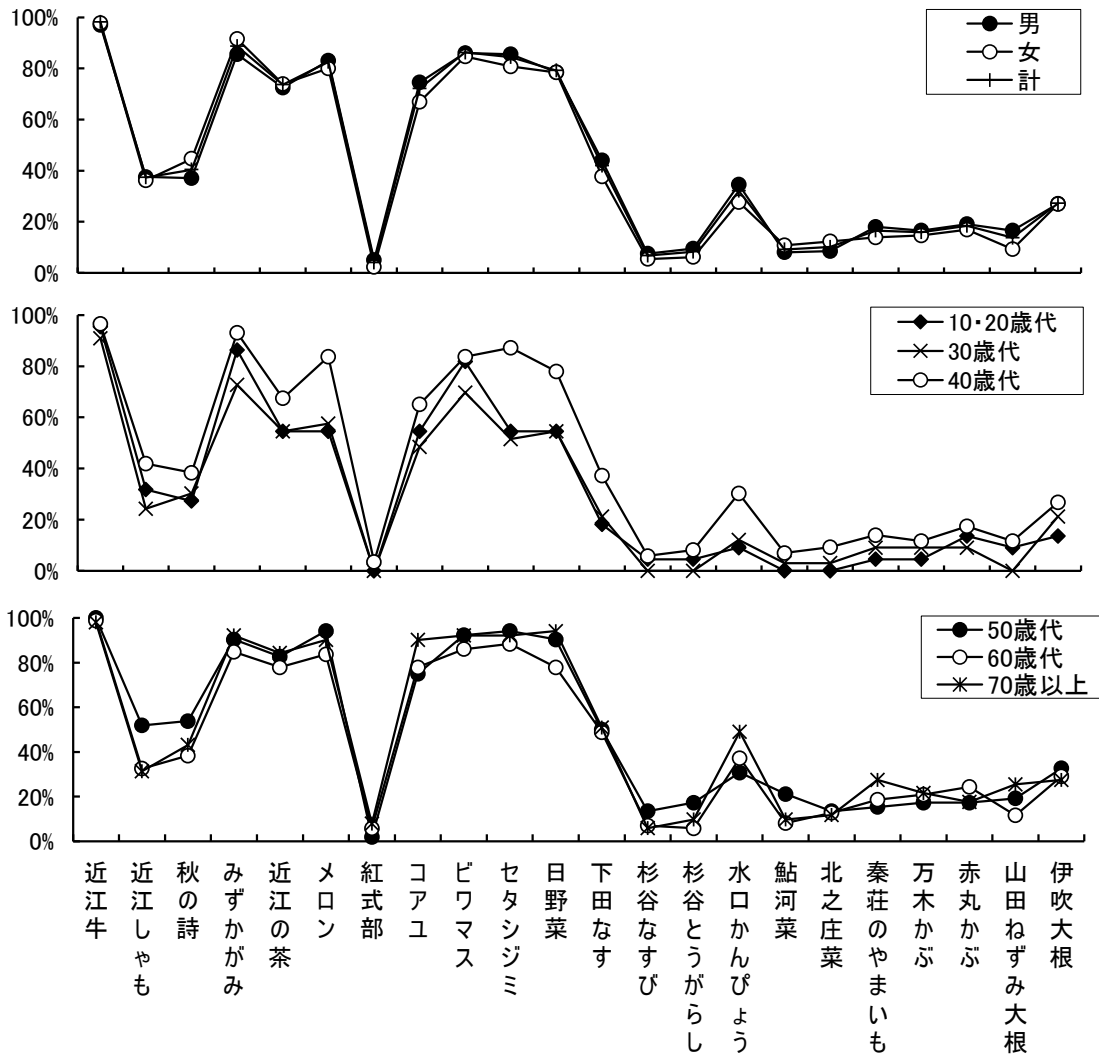 100%
80%
60%
40%
20%
0%
男
女
計
100%
80%
60%
40%
20%
0%
10・20歳代
30歳代
40歳代
100%
80%
60%
40%
20%
0%
50歳代
60歳代
70歳以上
近江牛
近江しゃも
秋の詩
みずかがみ
近江の茶
メロン
紅式部
コアユ
ビワマス
セタシジミ
日野菜
下田なす
杉谷なすび
杉谷とうがらし
水口かんぴょう
鮎河菜
北之庄菜
秦荘のやまいも
万木かぶ
赤丸かぶ
山田ねずみ大根
伊吹大根